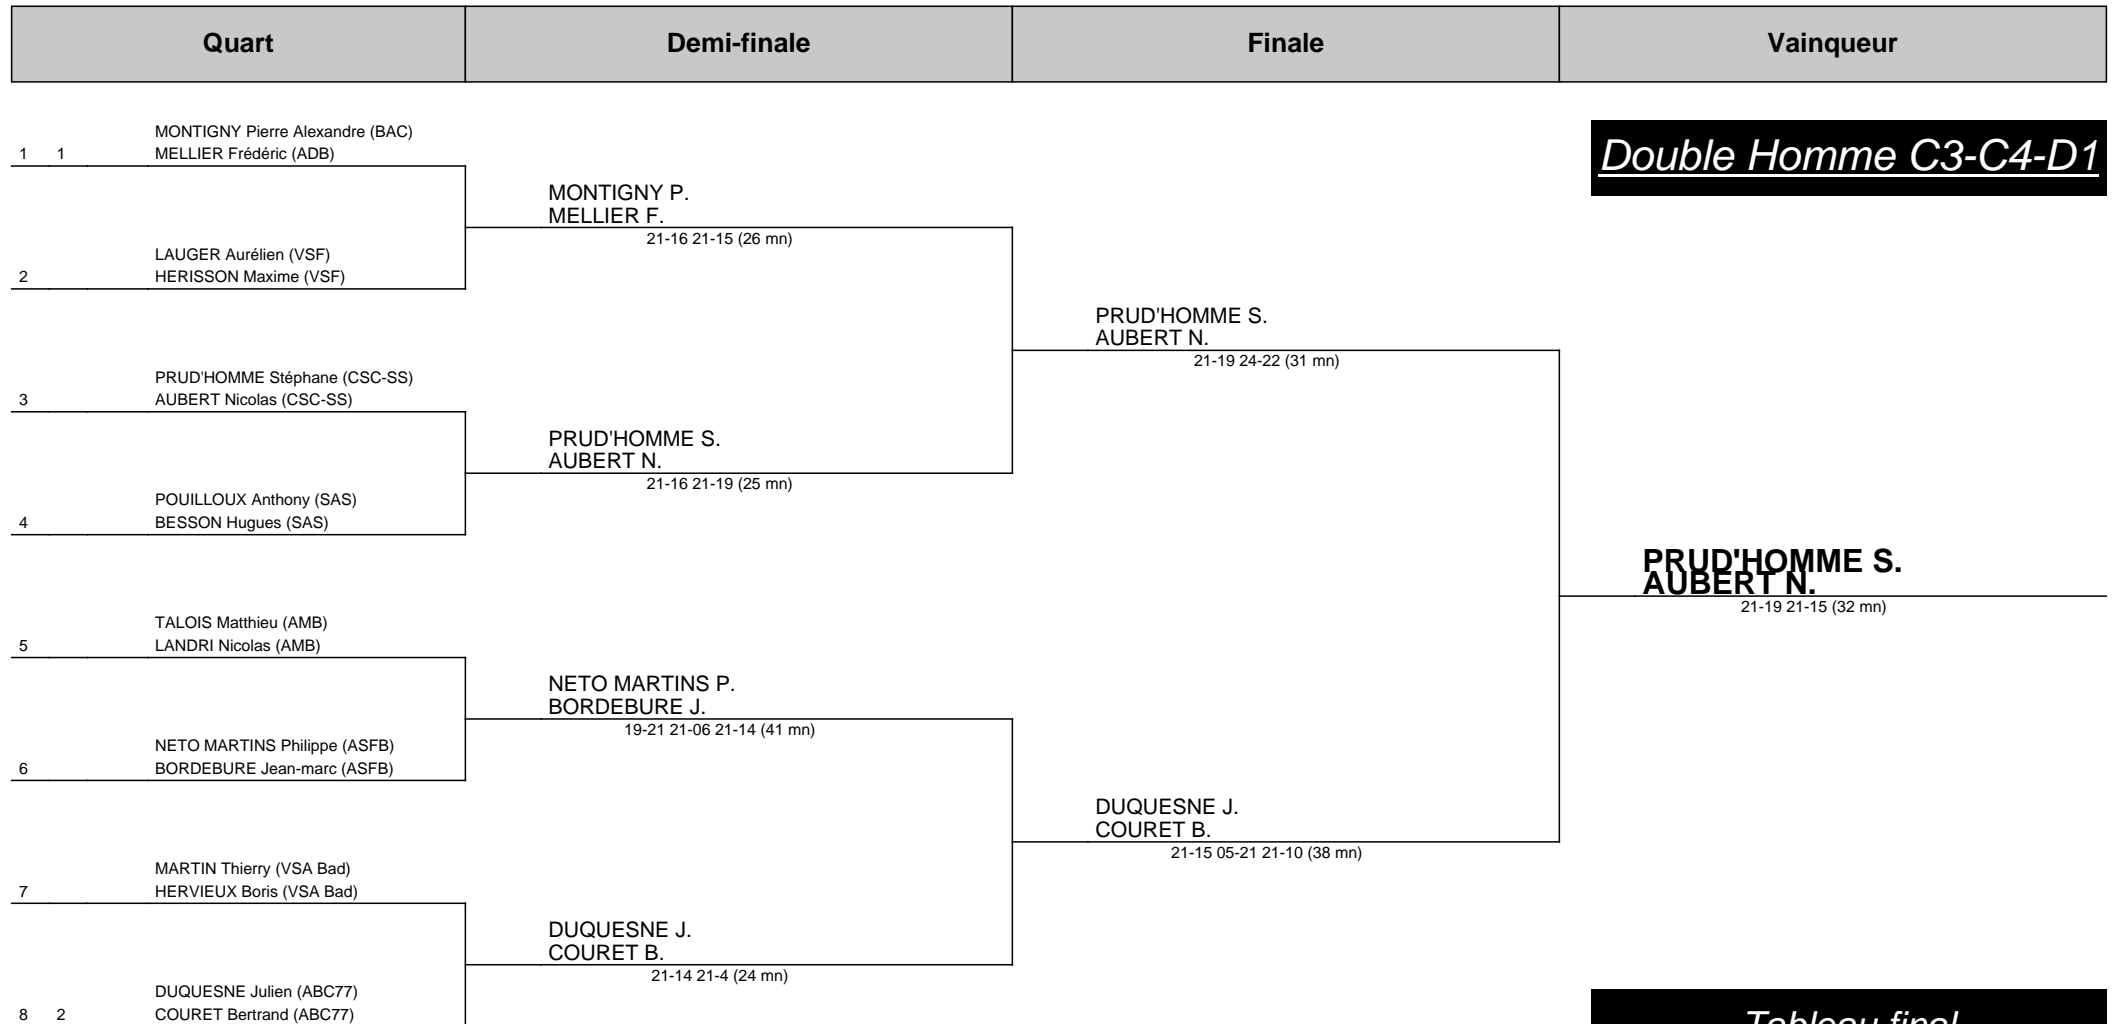 Quart Demi-finale Finale Vainqueur
Double Homme C3-C4-D1
MONTIGNY Pierre Alexandre (BAC)
1 1 MELLIER Frédéric (ADB)
MONTIGNY P.
MELLIER F.
21-16 21-15 (26 mn)
LAUGER Aurélien (VSF)
2 HERISSON Maxime (VSF)
PRUD'HOMME S.
AUBERT N.
21-19 24-22 (31 mn)
PRUD'HOMME Stéphane (CSC-SS)
3 AUBERT Nicolas (CSC-SS)
PRUD'HOMME S.
AUBERT N.
21-16 21-19 (25 mn)
POUILLOUX Anthony (SAS)
4 BESSON Hugues (SAS)
PRUD'HOMME S.
AUBERT N.
21-19 21-15 (32 mn)
TALOIS Matthieu (AMB)
5 LANDRI Nicolas (AMB)
NETO MARTINS P.
BORDEBURE J.
19-21 21-06 21-14 (41 mn)
NETO MARTINS Philippe (ASFB)
6 BORDEBURE Jean-marc (ASFB)
DUQUESNE J.
COURET B.
21-15 05-21 21-10 (38 mn)
MARTIN Thierry (VSA Bad)
7 HERVIEUX Boris (VSA Bad)
DUQUESNE J.
COURET B.
21-14 21-4 (24 mn)
DUQUESNE Julien (ABC77)
8 2 COURET Bertrand (ABC77)
Tableau final